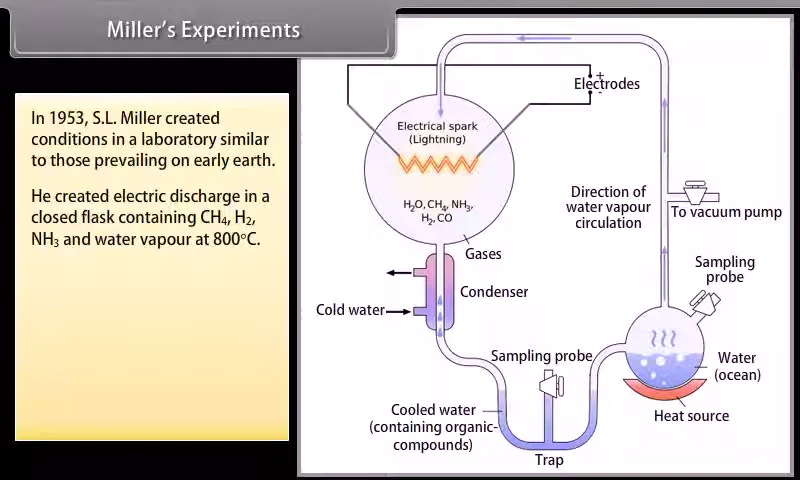 Miller's Experiments
In 1953, S.L. Miller created
conditions in a laboratory similar
to those prevailing on early earth.
He created electric discharge in a
closed flask containing CH₄, H₂,
NH₃ and water vapour at 800°C.
+
Electrodes
-
Electrical spark
(Lightning)
H₂O, CH₄, NH₃,
H₂, CO
Gases
Direction of
water vapour
circulation
To vacuum pump
Sampling
probe
Condenser
Cold water
Sampling probe
Water
(ocean)
Heat source
Cooled water
(containing organic-
compounds)
Trap